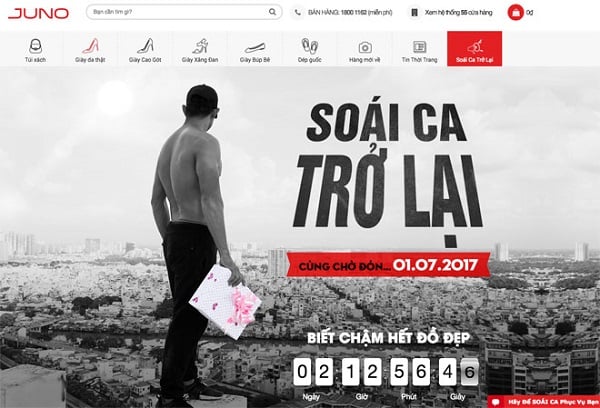 JUNO
Bạn cần tìm gì?
BÁN HÀNG: 1800 1162 (miễn phí)
Xem hệ thống 55 cửa hàng
0₫
Túi xách
Giày da thật
Giày Cao Gót
Giày Xăng Đan
Giày Búp Bê
Dép guốc
Hàng mới về
Tin Thời Trang
Soái Ca Trở Lại
SOÁI CA
TRỞ LẠI
CÙNG CHỜ ĐÓN... 01.07.2017
BIẾT CHẬM HẾT ĐỒ ĐẸP
02 12 56 46
Ngày Giờ Phút Giây
Hãy Để SOÁI CA Phục Vụ Bạn